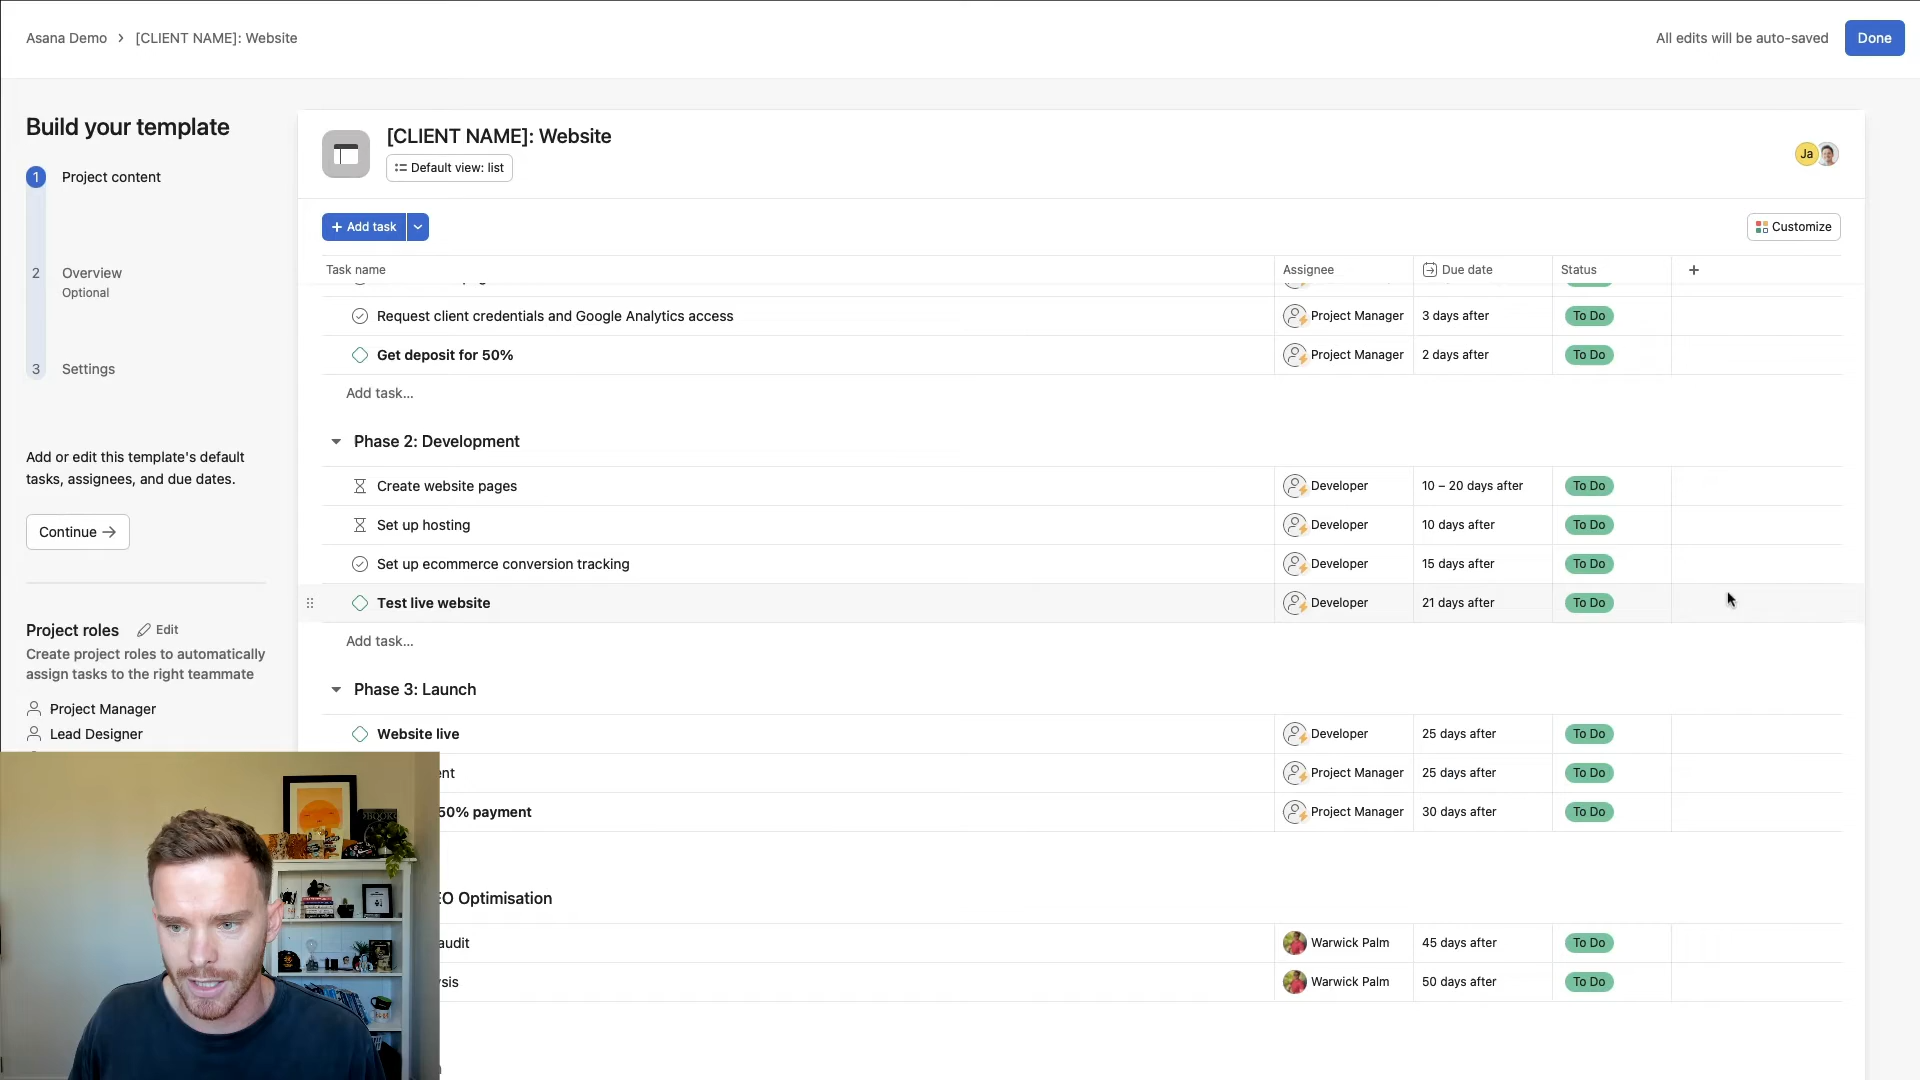 Asana Demo > [CLIENT NAME]: Website
All edits will be auto-saved
Done
Build your template
1 Project content
2 Overview
Optional
3 Settings
Add or edit this template's default
tasks, assignees, and due dates.
Continue →
Project roles Edit
Create project roles to automatically
assign tasks to the right teammate
Project Manager
Lead Designer
[CLIENT NAME]: Website
Default view: list
Ja
+ Add task
Customize
Task name Assignee Due date Status +
Request client credentials and Google Analytics access Project Manager 3 days after To Do
Get deposit for 50% Project Manager 2 days after To Do
Add task...
Phase 2: Development
Create website pages Developer 10 – 20 days after To Do
Set up hosting Developer 10 days after To Do
Set up ecommerce conversion tracking Developer 15 days after To Do
Test live website Developer 21 days after To Do
Add task...
Phase 3: Launch
Website live Developer 25 days after To Do
Project Manager 25 days after To Do
50% payment Project Manager 30 days after To Do
Optimisation
audit Warwick Palm 45 days after To Do
Warwick Palm 50 days after To Do